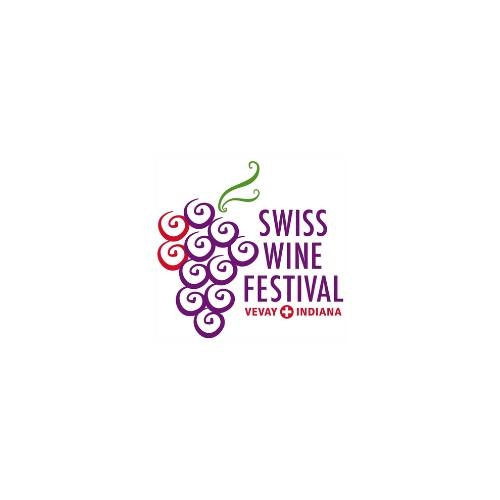 SWISS
WINE
FESTIVAL
VEVAY + INDIANA